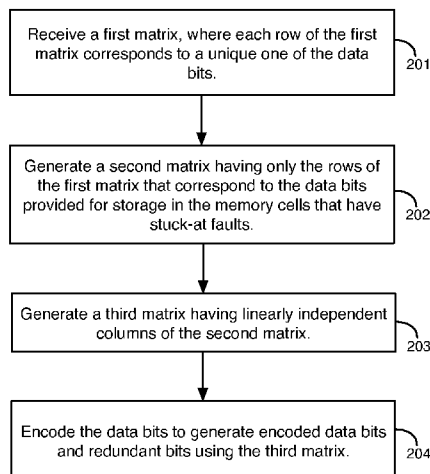 Receive a first matrix, where each row of the first
matrix corresponds to a unique one of the data
bits.
201
Generate a second matrix having only the rows of
the first matrix that correspond to the data bits
provided for storage in the memory cells that have
stuck-at faults.
202
Generate a third matrix having linearly independent
columns of the second matrix.
203
Encode the data bits to generate encoded data bits
and redundant bits using the third matrix.
204